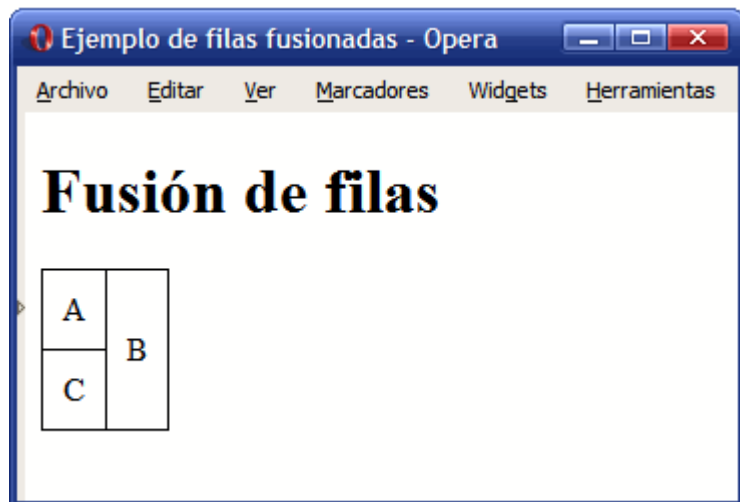 Ejemplo de filas fusionadas - Opera
Archivo Editar Ver Marcadores Widgets Herramientas
Fusión de filas
A
B
C